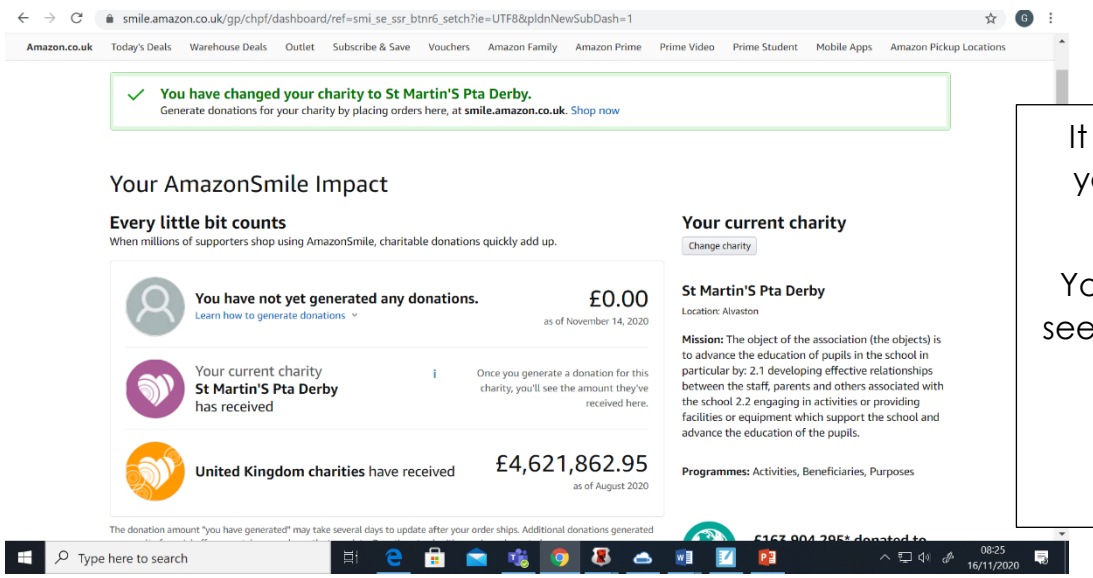 smile.amazon.co.uk/gp/chpf/dashboard/ref=smi_se_ssr_btnr6_setch?ie=UTF8&pldnNewSubDash=1
G
Amazon.co.uk Today's Deals Warehouse Deals Outlet Subscribe & Save Vouchers Amazon Family Amazon Prime Prime Video Prime Student Mobile Apps Amazon Pickup Locations
You have changed your charity to St Martin'S Pta Derby.
Generate donations for your charity by placing orders here, at smile.amazon.co.uk. Shop now
Your AmazonSmile Impact
Every little bit counts
When millions of supporters shop using AmazonSmile, charitable donations quickly add up.
You have not yet generated any donations.
Learn how to generate donations
£0.00
as of November 14, 2020
Your current charity
St Martin'S Pta Derby
has received
i
Once you generate a donation for this
charity, you'll see the amount they've
received here.
United Kingdom charities have received
£4,621,862.95
as of August 2020
The donation amount "you have generated" may take several days to update after your order ships. Additional donations generated
Your current charity
Change charity
St Martin'S Pta Derby
Location: Alvaston
Mission: The object of the association (the objects) is
to advance the education of pupils in the school in
particular by: 2.1 developing effective relationships
between the staff, parents and others associated with
the school 2.2 engaging in activities or providing
facilities or equipment which support the school and
advance the education of the pupils.
Programmes: Activities, Beneficiaries, Purposes
£163,904,295* donated to
It
see
Type here to search
08:25
16/11/2020